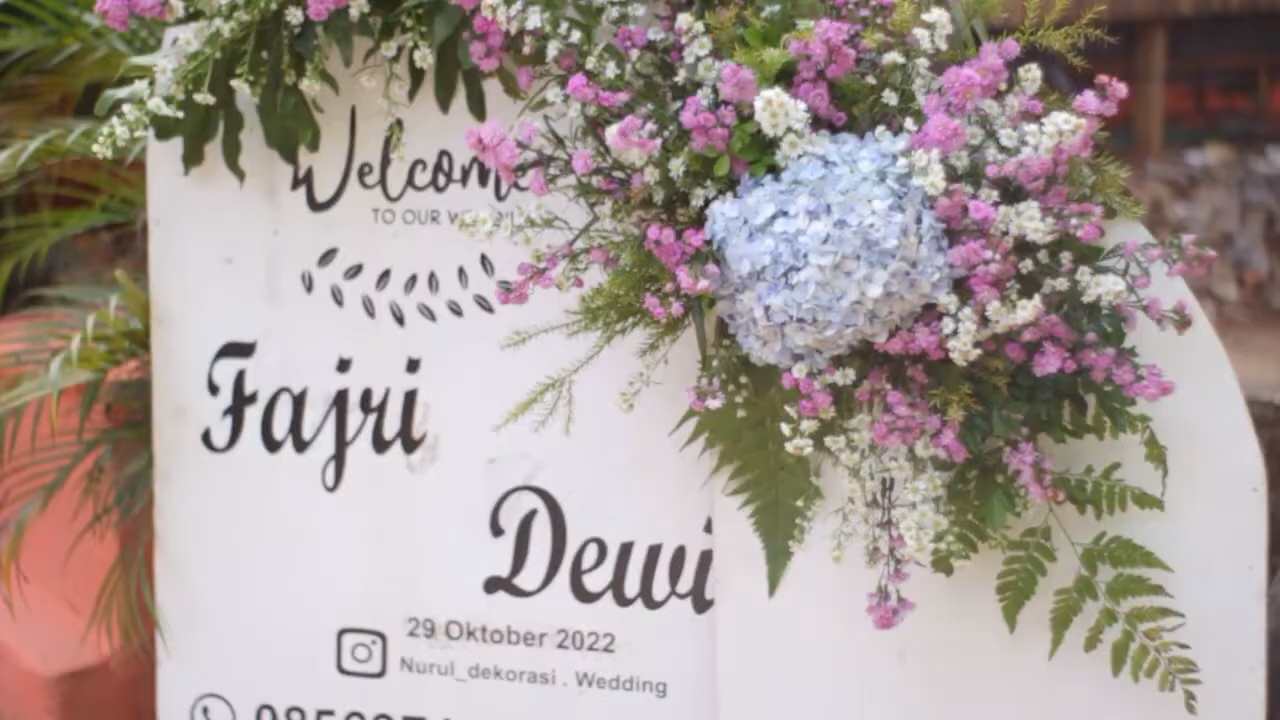 Welcome
TO OUR
Fajri
Dewi
29 Oktober 2022
Nurul_dekorasi . Wedding